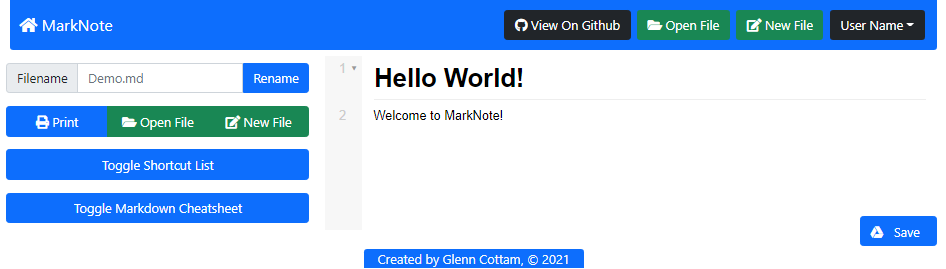 MarkNote View On Github Open File New File User Name
Filename Demo.md Rename
Print Open File New File
Toggle Shortcut List
Toggle Markdown Cheatsheet
1 Hello World!
2 Welcome to MarkNote!
Save
Created by Glenn Cottam, © 2021